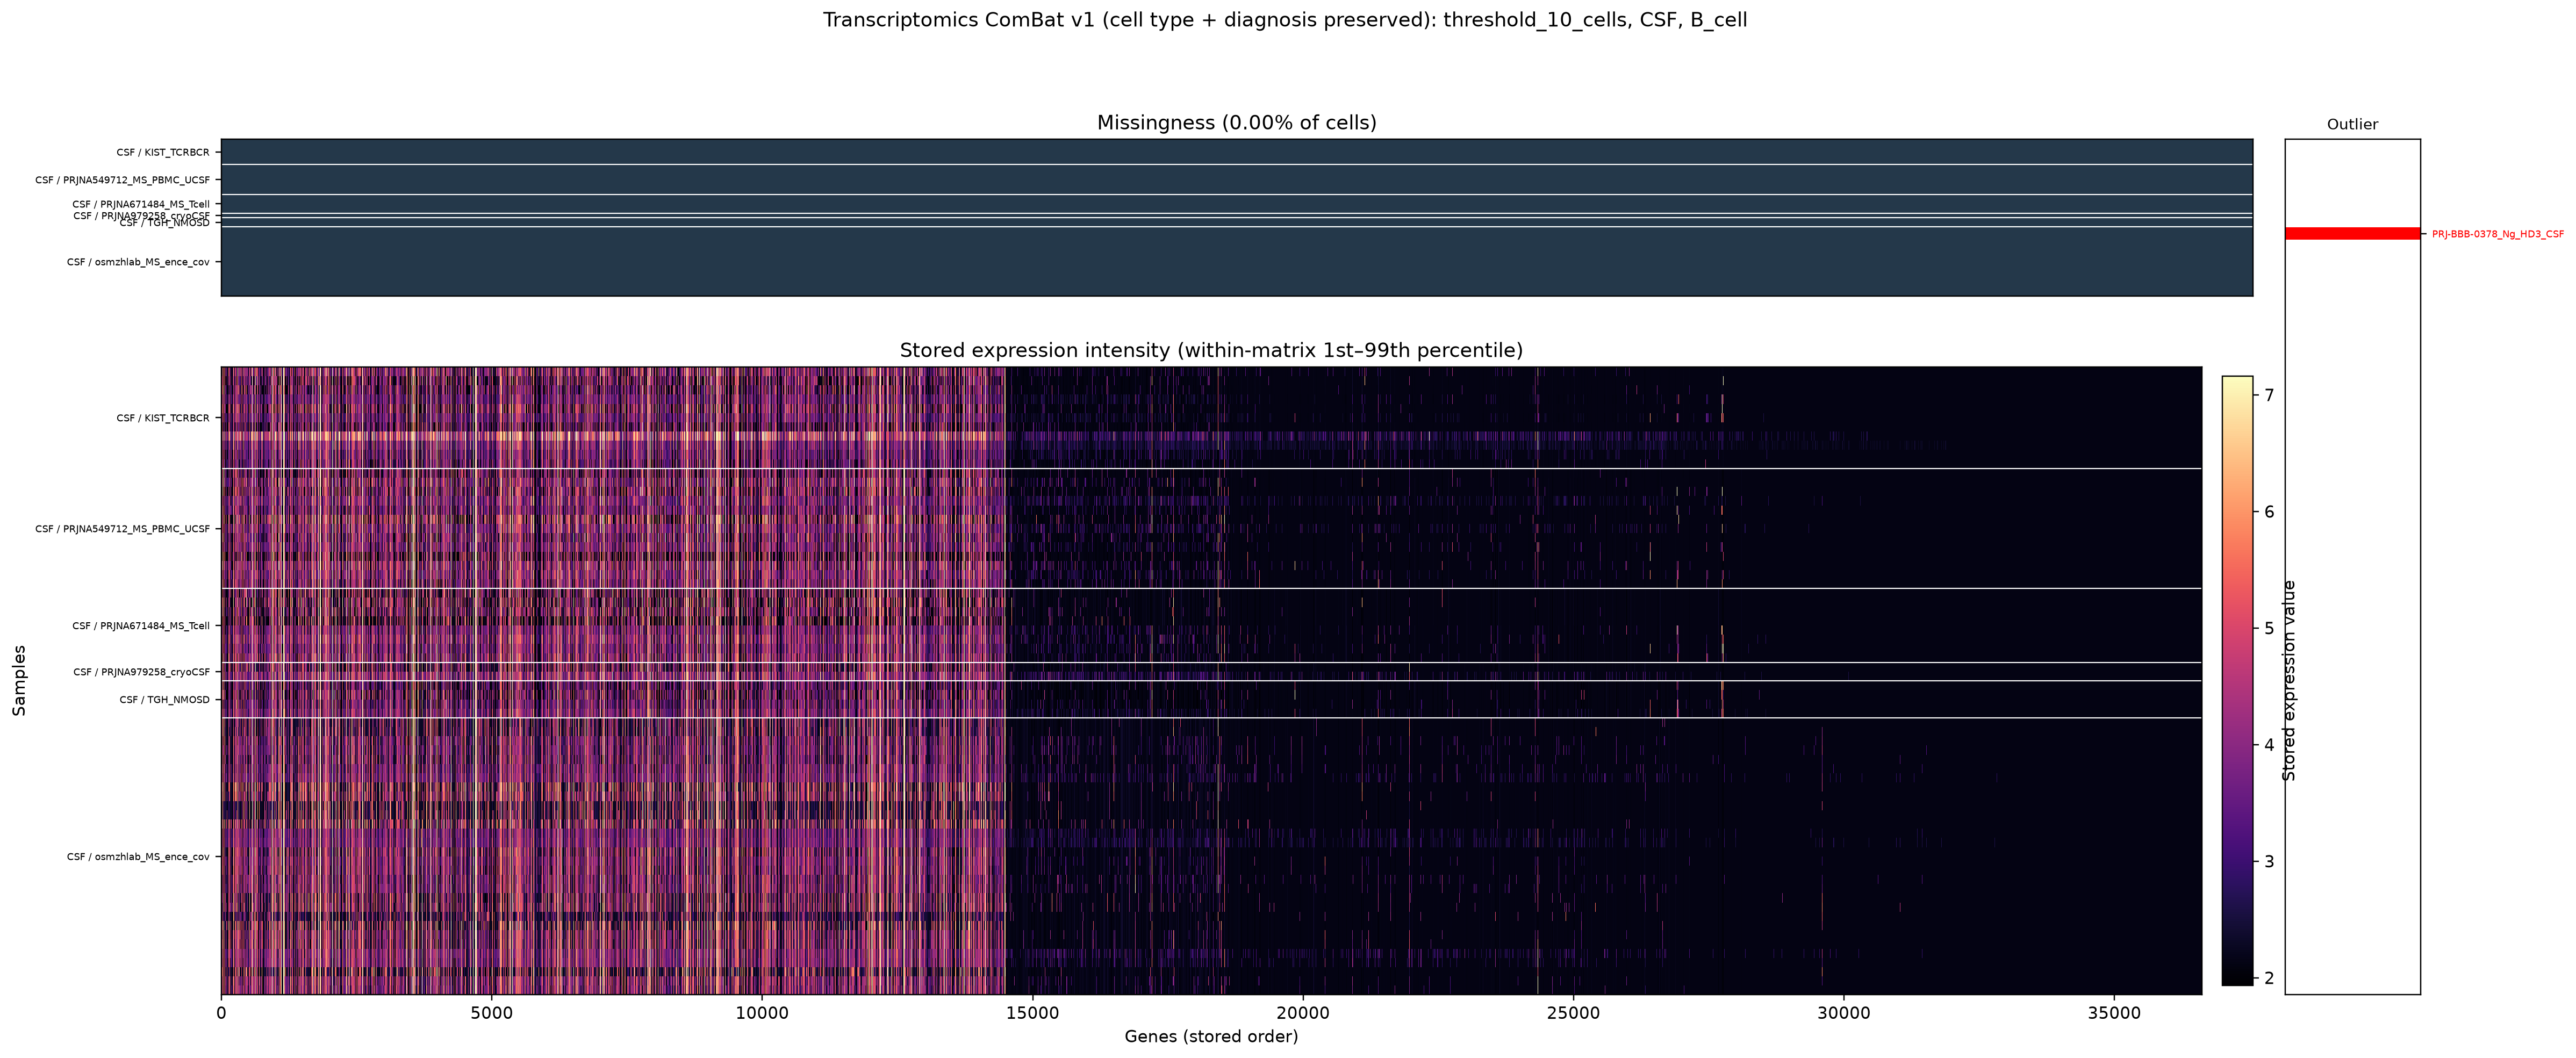 Transcriptomics ComBat v1 (cell type + diagnosis preserved): threshold_10_cells, CSF, B_cell
Missingness (0.00% of cells)
Outlier
CSF / KIST_TCRBCR
CSF / PRJNA549712_MS_PBMC_UCSF
CSF / PRJNA671484_MS_Tcell
CSF / PRJNA979258_cryoCSF
CSF / TGH_NMOSD
CSF / osmzhlab_MS_ence_cov
PRJ-BBB-0378_Ng_HD3_CSF
Stored expression intensity (within-matrix 1st–99th percentile)
Samples
CSF / KIST_TCRBCR
CSF / PRJNA549712_MS_PBMC_UCSF
CSF / PRJNA671484_MS_Tcell
CSF / PRJNA979258_cryoCSF
CSF / TGH_NMOSD
CSF / osmzhlab_MS_ence_cov
7
6
5
4
3
2
Stored expression value
0 5000 10000 15000 20000 25000 30000 35000
Genes (stored order)